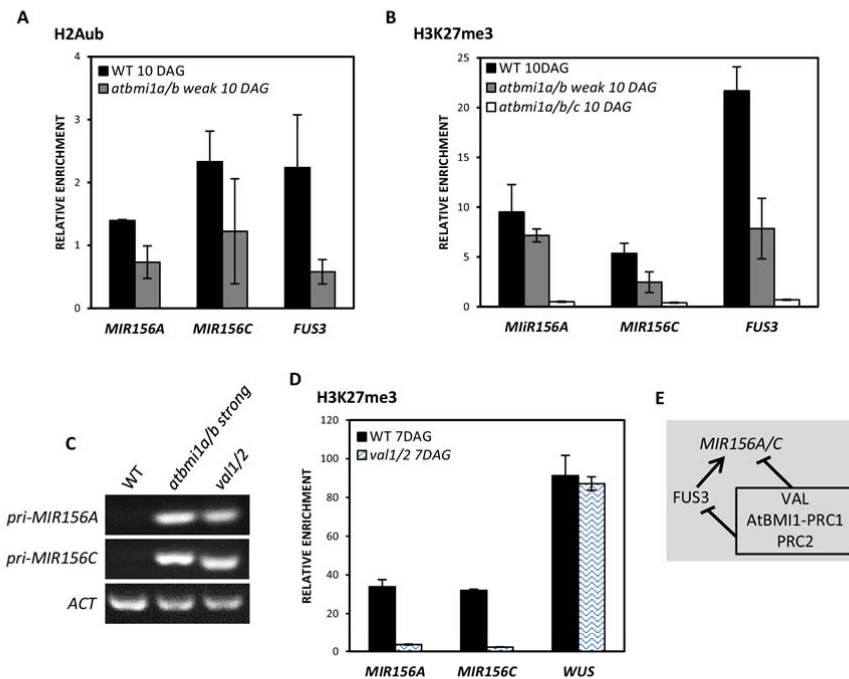 A
H2Aub
4
3
2
1
0
RELATIVE ENRICHMENT
WT 10 DAG
atbmi1a/b weak 10 DAG
MIR156A MIR156C FUS3
B
H3K27me3
25
20
15
10
5
0
RELATIVE ENRICHMENT
WT 10DAG
atbmi1a/b weak 10 DAG
atbmi1a/b/c 10 DAG
MIiR156A MIR156C FUS3
C
WT atbmi1a/b strong val1/2
pri-MIR156A
pri-MIR156C
ACT
D
H3K27me3
120
100
80
60
40
20
0
RELATIVE ENRICHMENT
WT 7DAG
val1/2 7DAG
MIR156A MIR156C WUS
E
MIR156A/C
FUS3
VAL
AtBMI1-PRC1
PRC2